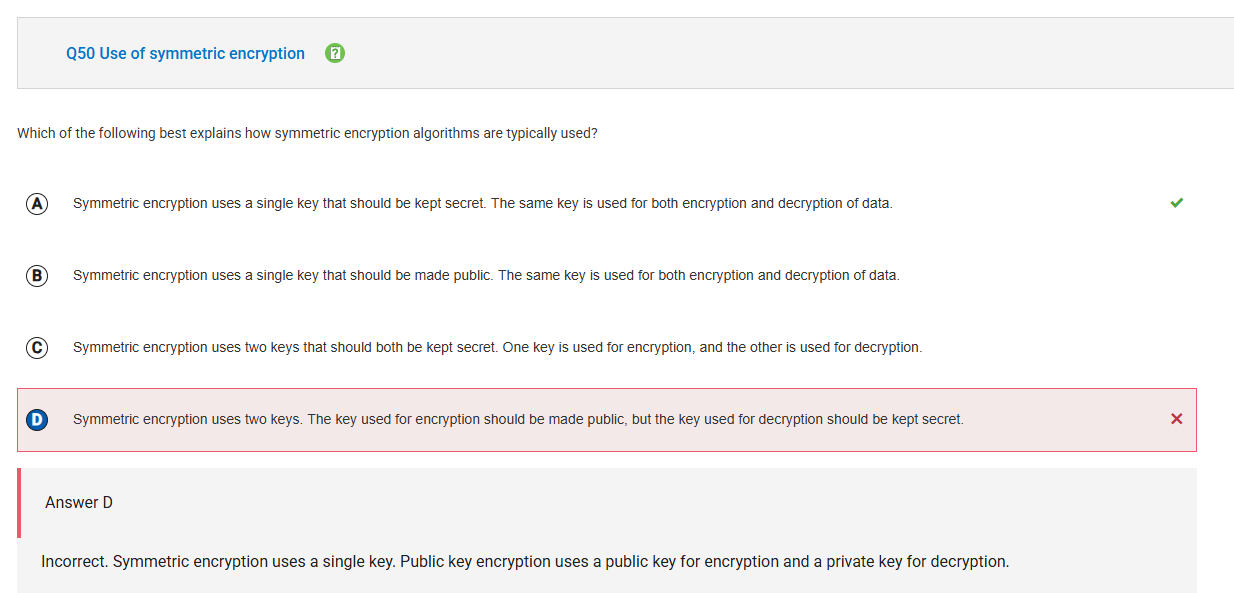 Q50 Use of symmetric encryption ?
Which of the following best explains how symmetric encryption algorithms are typically used?
A Symmetric encryption uses a single key that should be kept secret. The same key is used for both encryption and decryption of data.
B Symmetric encryption uses a single key that should be made public. The same key is used for both encryption and decryption of data.
C Symmetric encryption uses two keys that should both be kept secret. One key is used for encryption, and the other is used for decryption.
D Symmetric encryption uses two keys. The key used for encryption should be made public, but the key used for decryption should be kept secret.
Answer D
Incorrect. Symmetric encryption uses a single key. Public key encryption uses a public key for encryption and a private key for decryption.